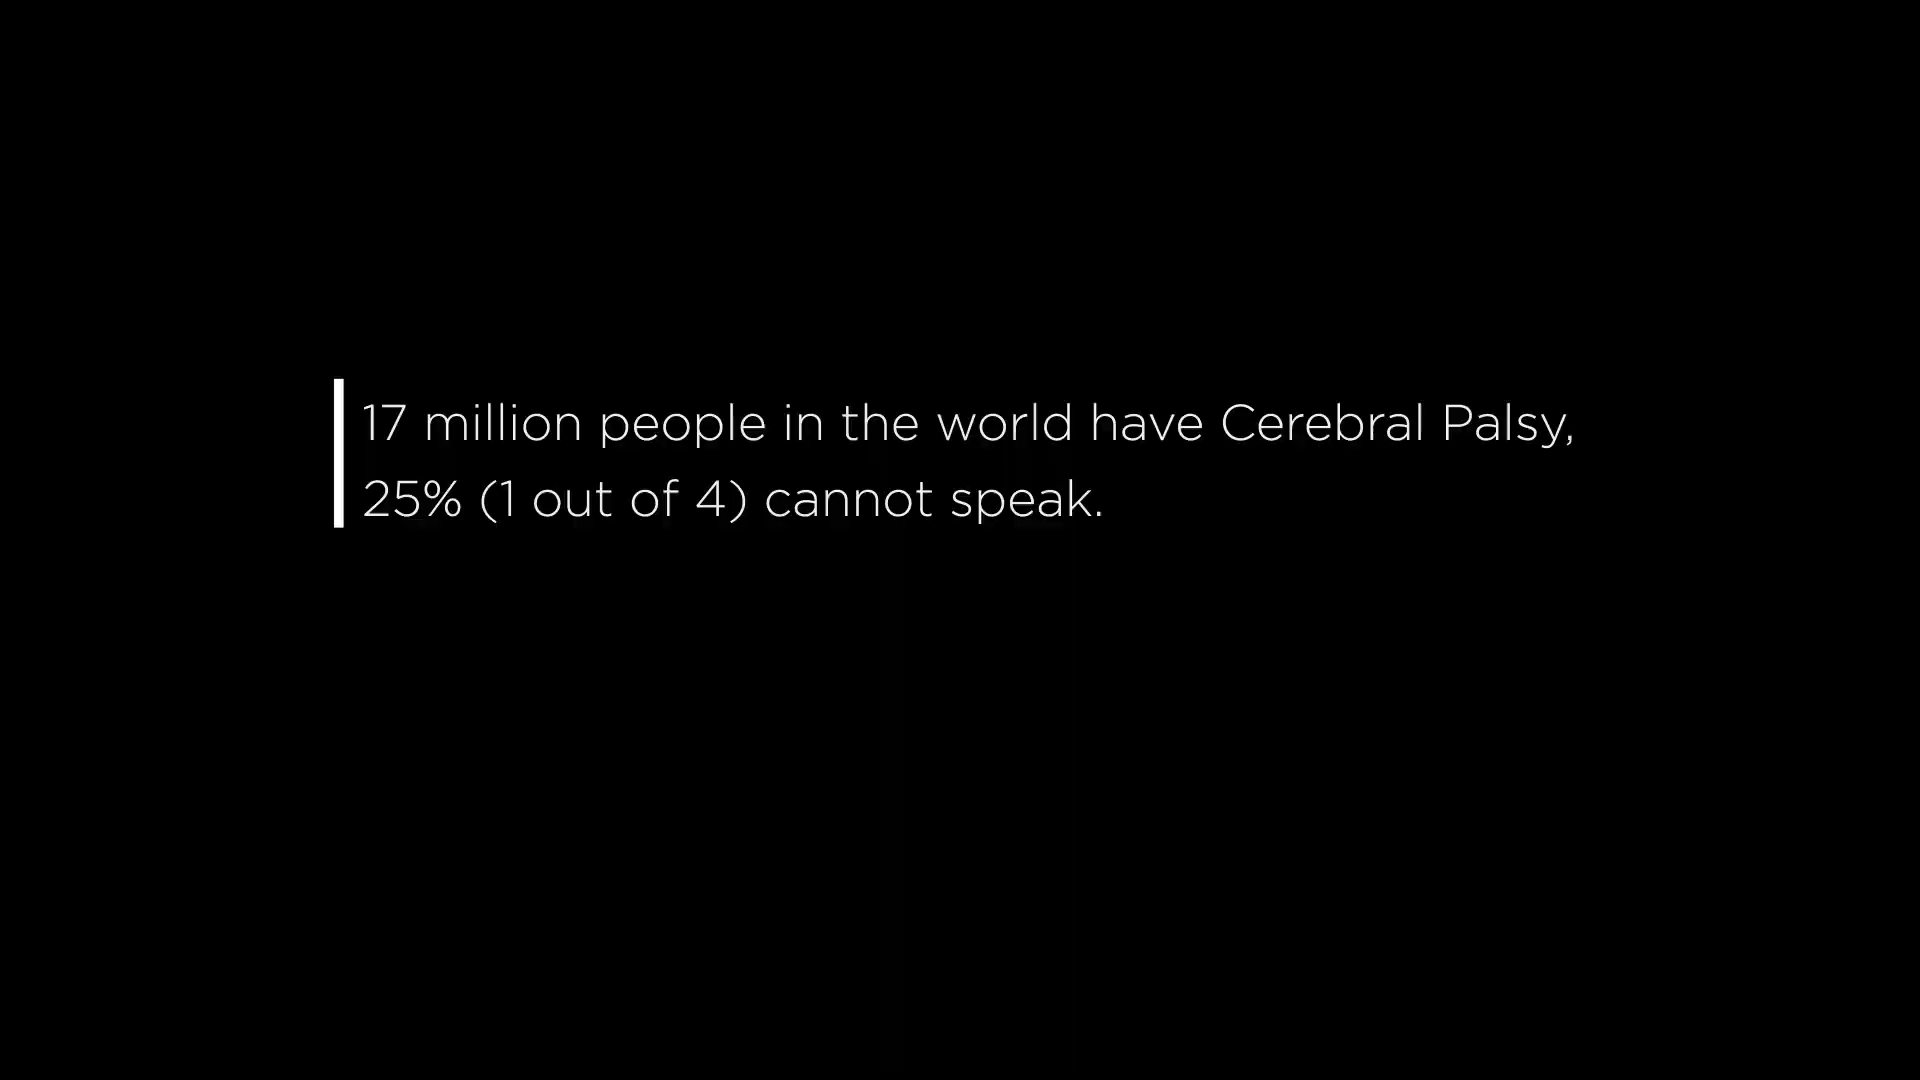 17 million people in the world have Cerebral Palsy,
25% (1 out of 4) cannot speak.